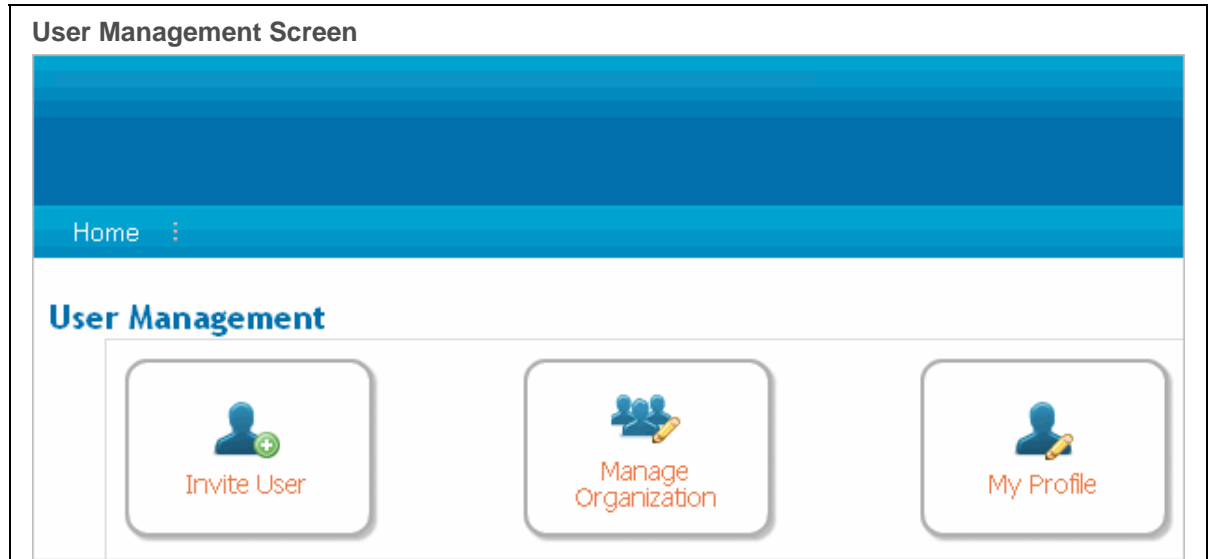 User Management Screen
Home
User Management
Invite User
Manage
Organization
My Profile